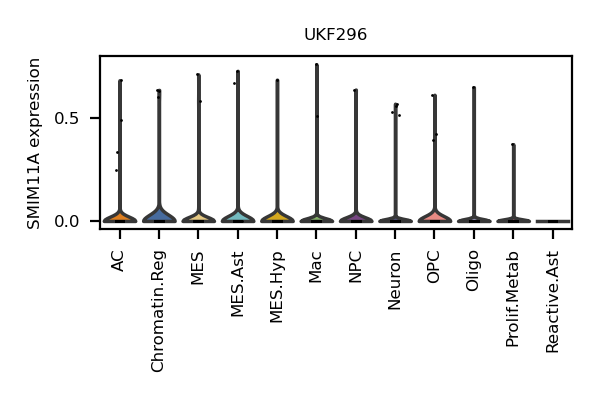 UKF296
SMIM11A expression
0.5
0.0
AC
Chromatin.Reg
MES
MES.Ast
MES.Hyp
Mac
NPC
Neuron
OPC
Oligo
Prolif.Metab
Reactive.Ast